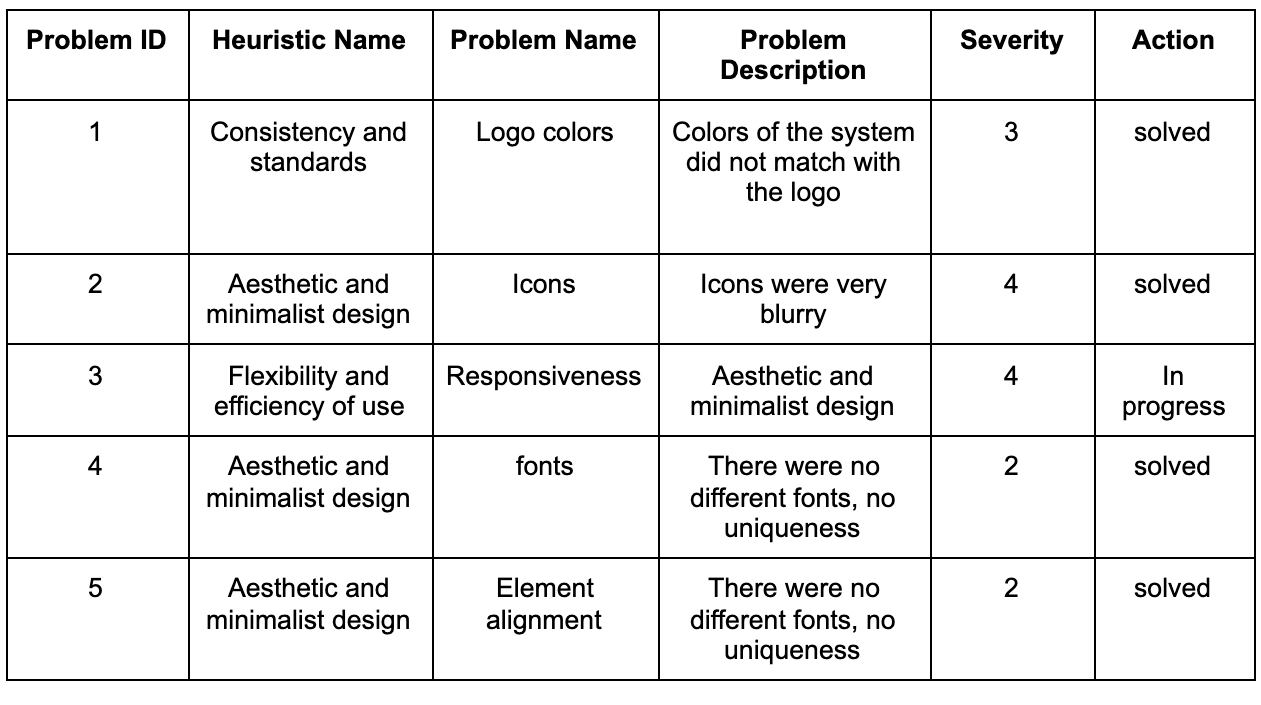 Problem ID Heuristic Name Problem Name Problem Severity Action
Description
1 Consistency and Logo colors Colors of the system 3 solved
standards did not match with
the logo
2 Aesthetic and Icons Icons were very 4 solved
minimalist design blurry
3 Flexibility and Responsiveness Aesthetic and 4 In
efficiency of use minimalist design progress
4 Aesthetic and fonts There were no 2 solved
minimalist design different fonts, no
uniqueness
5 Aesthetic and Element There were no 2 solved
minimalist design alignment different fonts, no
uniqueness